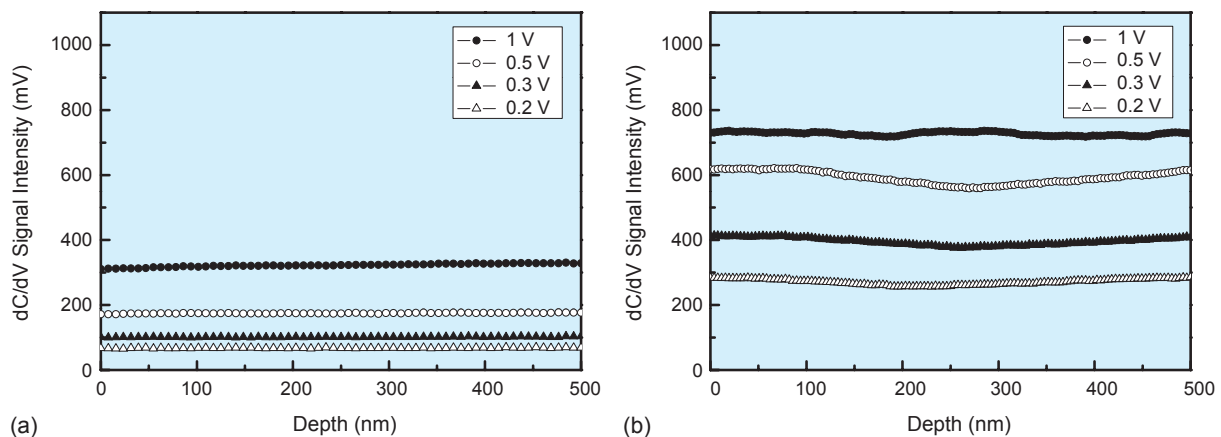 1000
800
600
400
200
0
dC/dV Signal Intensity (mV)
1 V
0.5 V
0.3 V
0.2 V
0 100 200 300 400 500
(a) Depth (nm)
1000
800
600
400
200
0
dC/dV Signal Intensity (mV)
1 V
0.5 V
0.3 V
0.2 V
0 100 200 300 400 500
(b) Depth (nm)